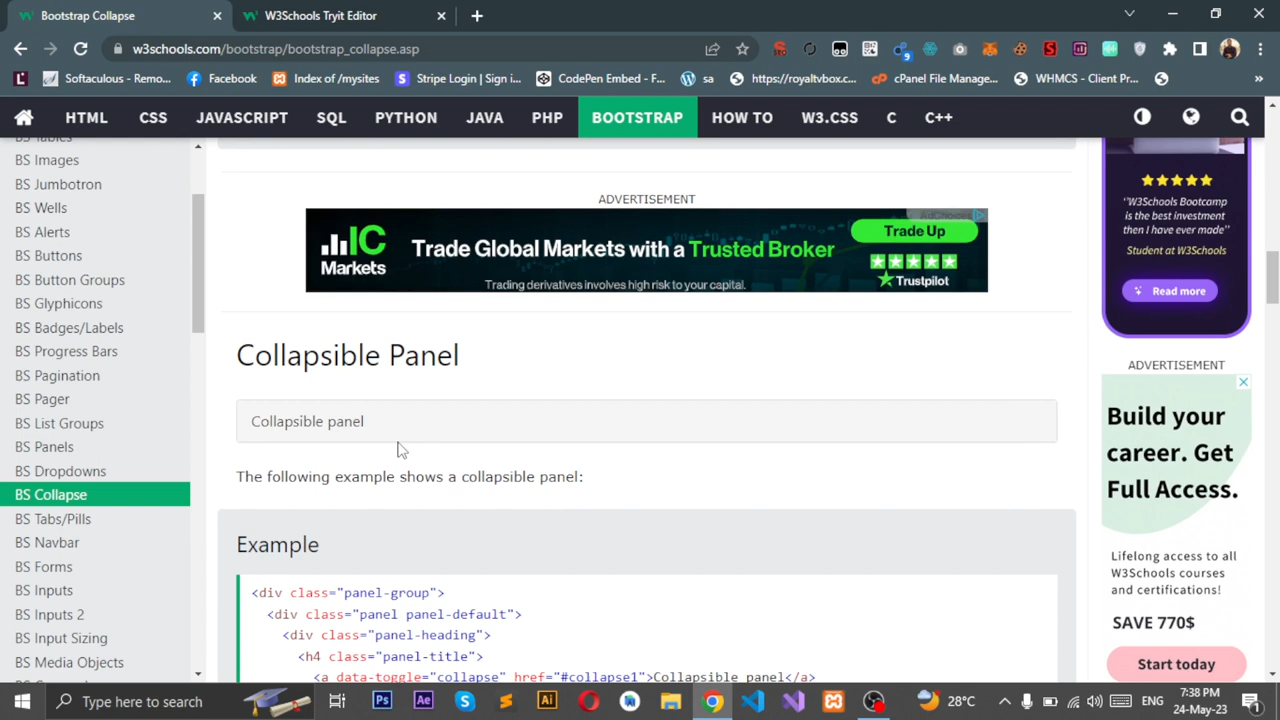 Bootstrap Collapse
W3Schools Tryit Editor
w3schools.com/bootstrap/bootstrap_collapse.asp
9
Softaculous - Remo...
Facebook
Index of /mysites
Stripe Login | Sign i...
CodePen Embed - F...
sa
https://royaltvbox.c...
cPanel File Manage...
WHMCS - Client Pr...
»
HTML
CSS
JAVASCRIPT
SQL
PYTHON
JAVA
PHP
BOOTSTRAP
HOW TO
W3.CSS
C
C++
BS Tables
BS Images
BS Jumbotron
BS Wells
BS Alerts
BS Buttons
BS Button Groups
BS Glyphicons
BS Badges/Labels
BS Progress Bars
BS Pagination
BS Pager
BS List Groups
BS Panels
BS Dropdowns
BS Collapse
BS Tabs/Pills
BS Navbar
BS Forms
BS Inputs
BS Inputs 2
BS Input Sizing
BS Media Objects
ADVERTISEMENT
IC
Markets
Trade Global Markets with a Trusted Broker
Trading derivatives involves high risk to your capital.
AdChoices
Trade Up
Trustpilot
Collapsible Panel
Collapsible panel
The following example shows a collapsible panel:
Example
<div class="panel-group">
<div class="panel panel-default">
<div class="panel-heading">
<h4 class="panel-title">
<a data-toggle="collapse" href="#collapse1">Collapsible panel</a>
"W3Schools Bootcamp
is the best investment
then I have ever made"
Student at W3Schools
Read more
ADVERTISEMENT
Build your
career. Get
Full Access.
Lifelong access to all
W3Schools courses
and certifications!
SAVE 770$
Start today
Type here to search
Ps
Ae
Ai
28°C
ENG
7:38 PM
24-May-23
1